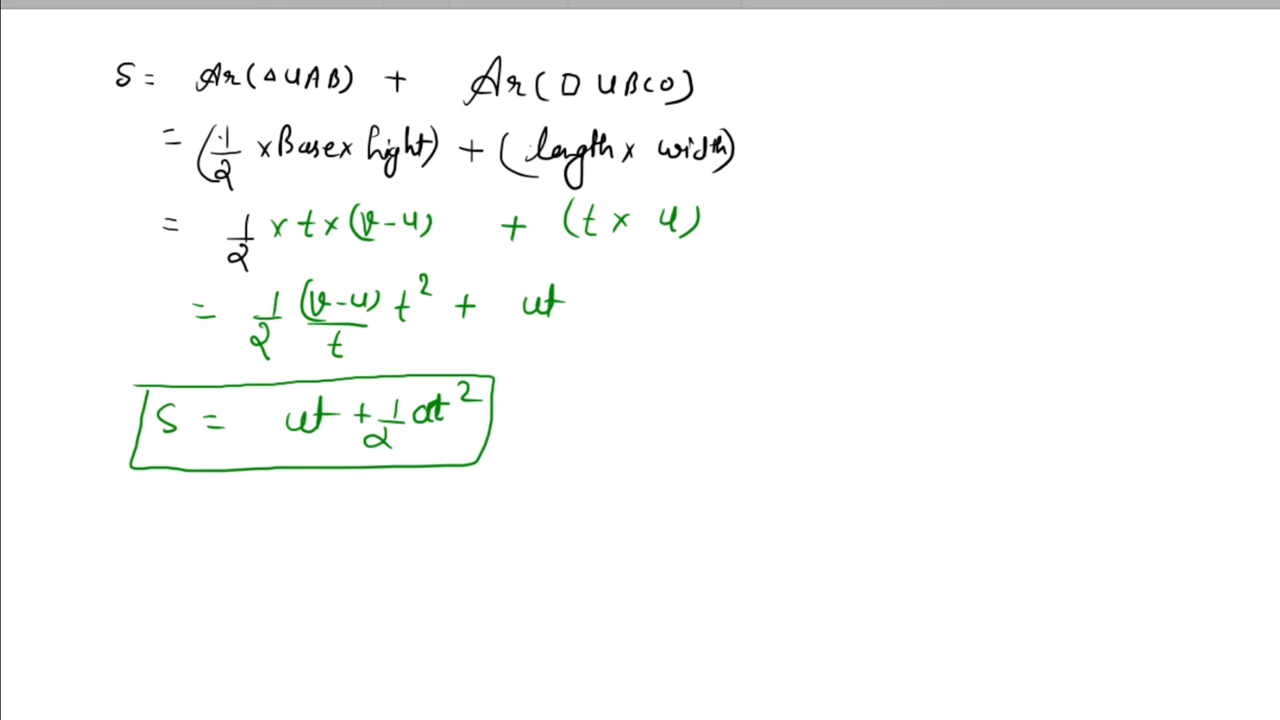 S = Ar(△UAB) + Ar(□ UBCO)
= (1/2 × Base × hight) + (length × width)
= 1/2 × t × (v-u) + (t × u)
= 1/2 (v-u)/t t² + ut
S = ut + 1/2 at²